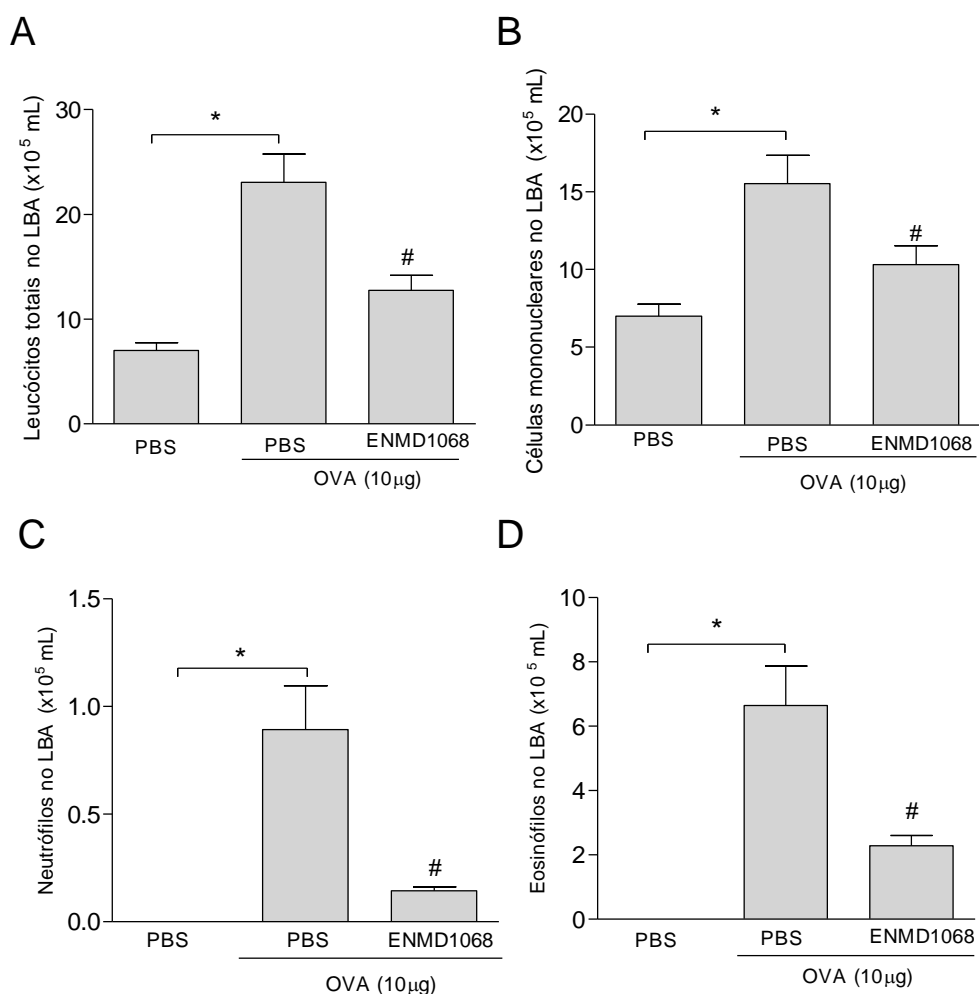 A
Leucócitos totais no LBA (x10⁵ mL)
30
20
10
0
*
#
PBS
PBS
ENMD1068
OVA (10µg)
B
Células mononucleares no LBA (x10⁵ mL)
20
15
10
5
0
*
#
PBS
PBS
ENMD1068
OVA (10µg)
C
Neutrófilos no LBA (x10⁵ mL)
1.5
1.0
0.5
0.0
*
#
PBS
PBS
ENMD1068
OVA (10µg)
D
Eosinófilos no LBA (x10⁵ mL)
10
8
6
4
2
0
*
#
PBS
PBS
ENMD1068
OVA (10µg)